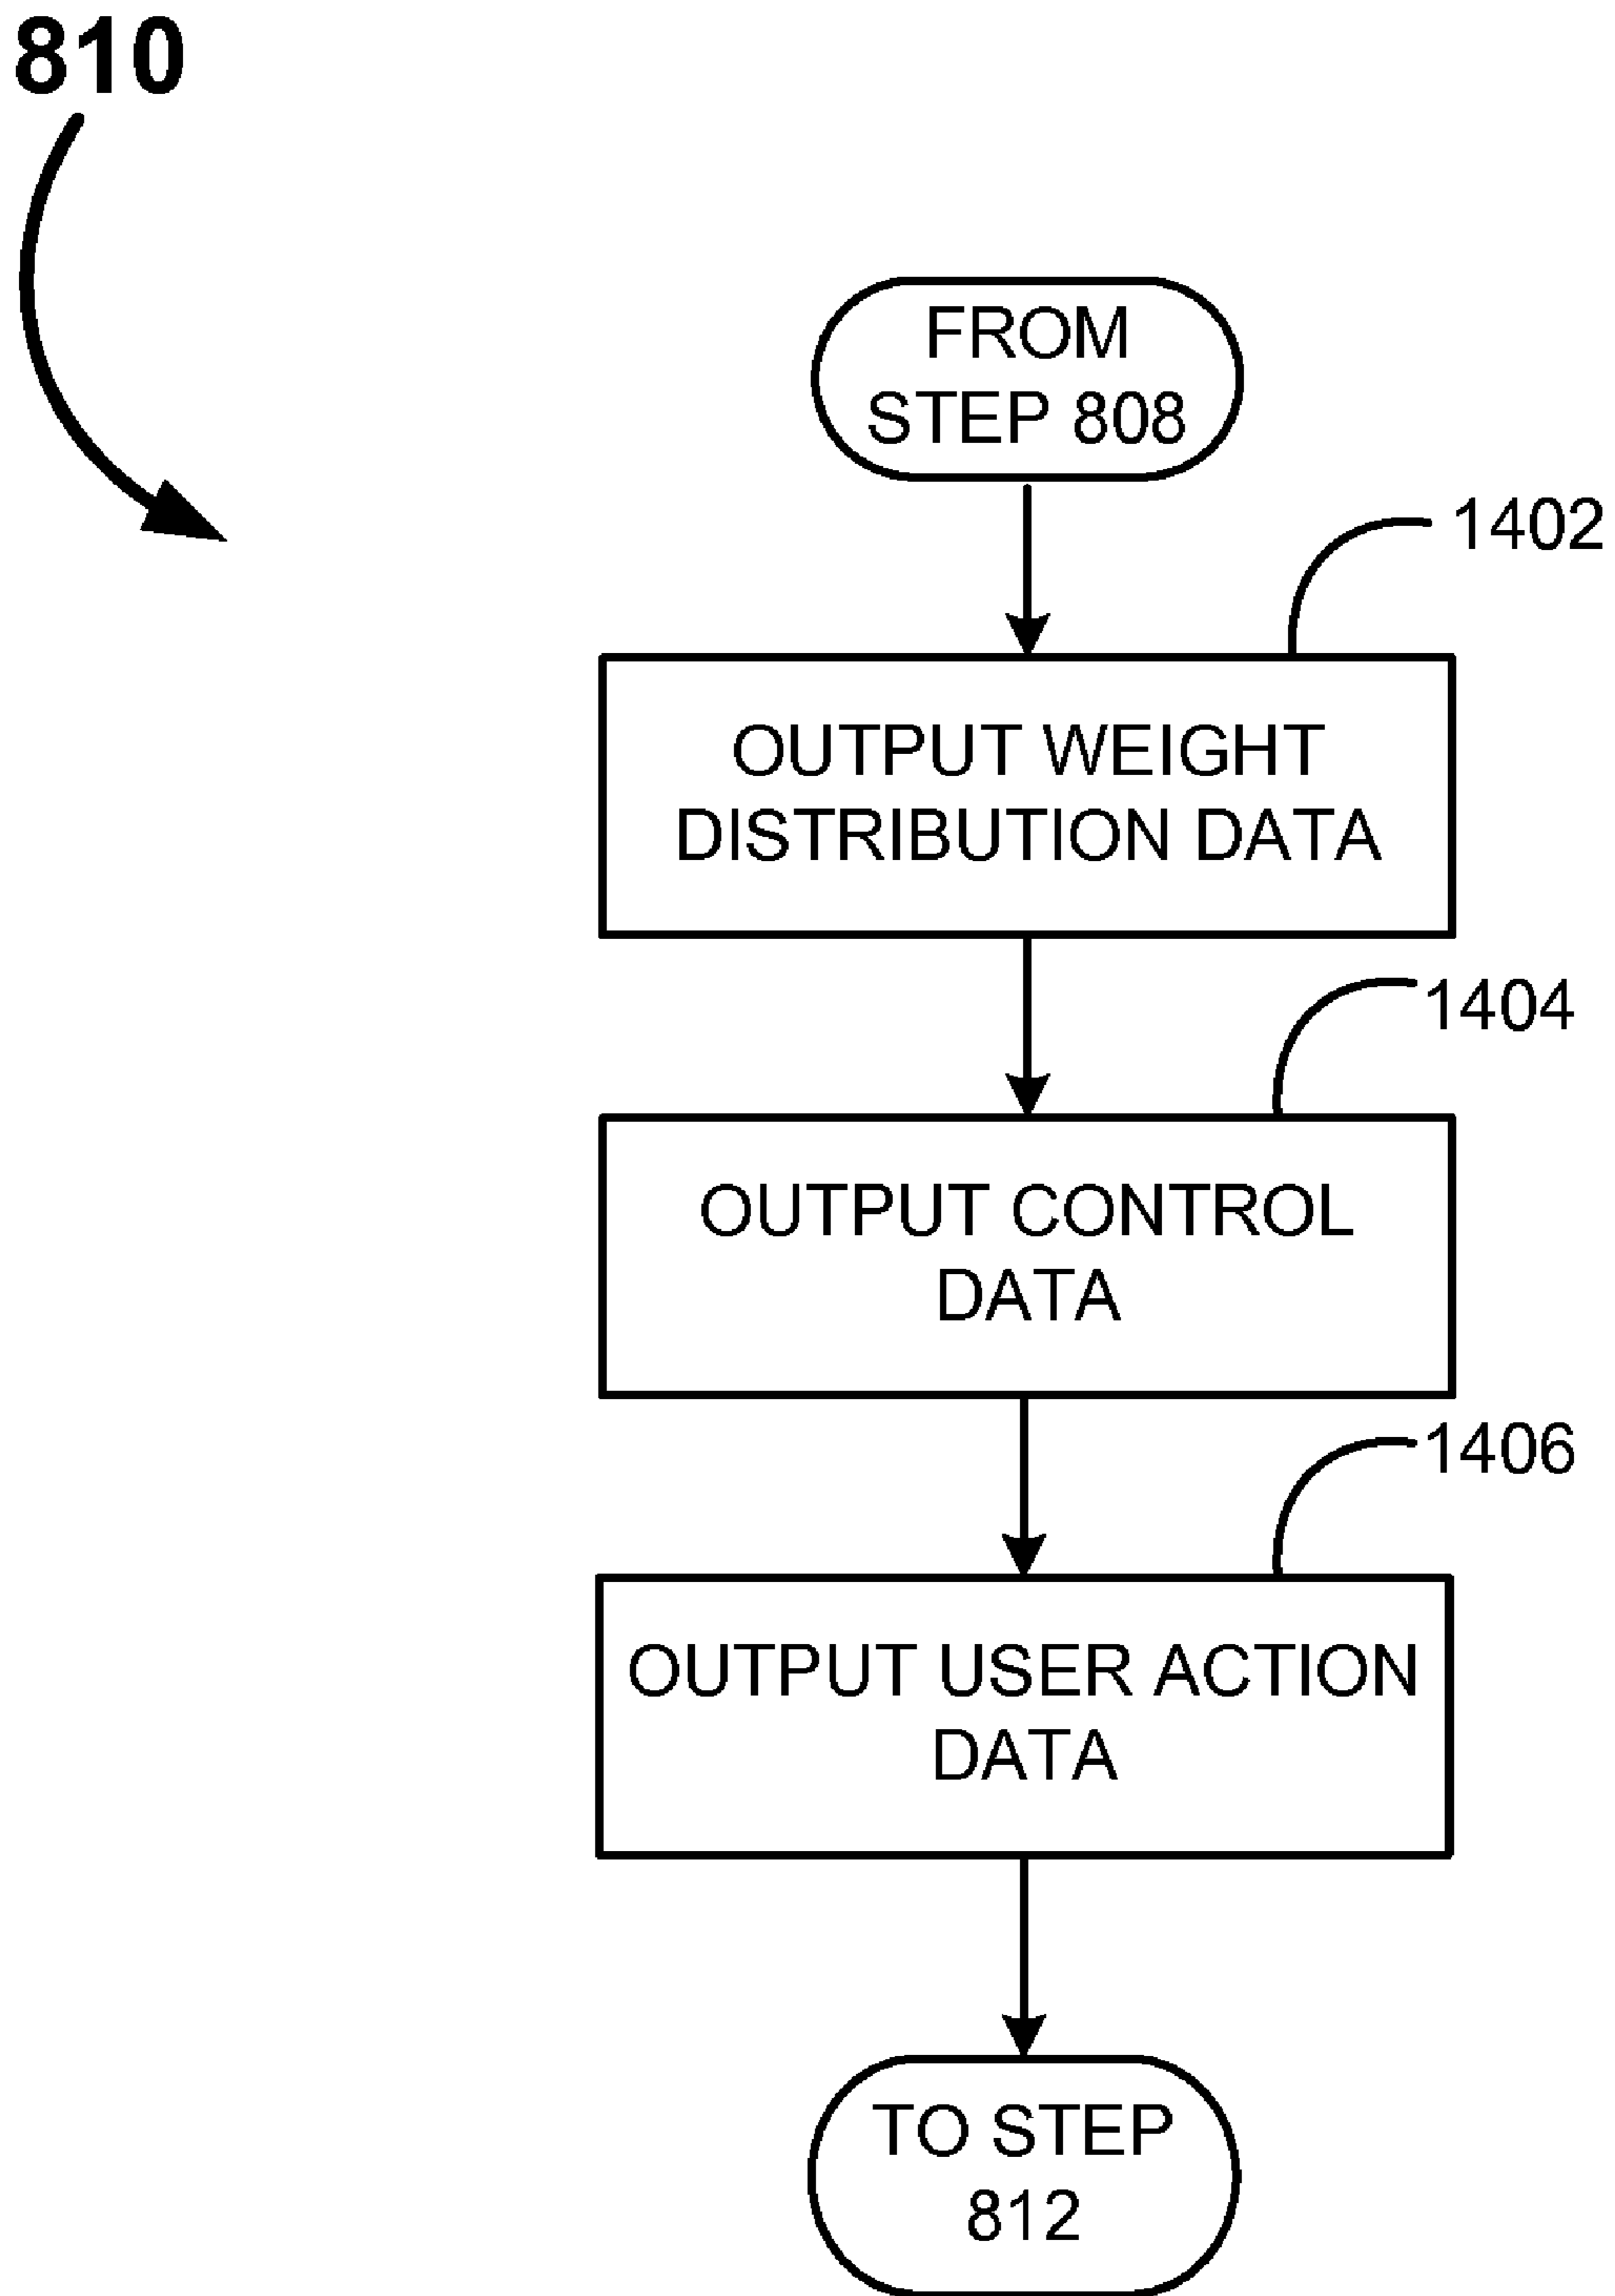 810
FROM
STEP 808
1402
OUTPUT WEIGHT
DISTRIBUTION DATA
1404
OUTPUT CONTROL
DATA
1406
OUTPUT USER ACTION
DATA
TO STEP
812